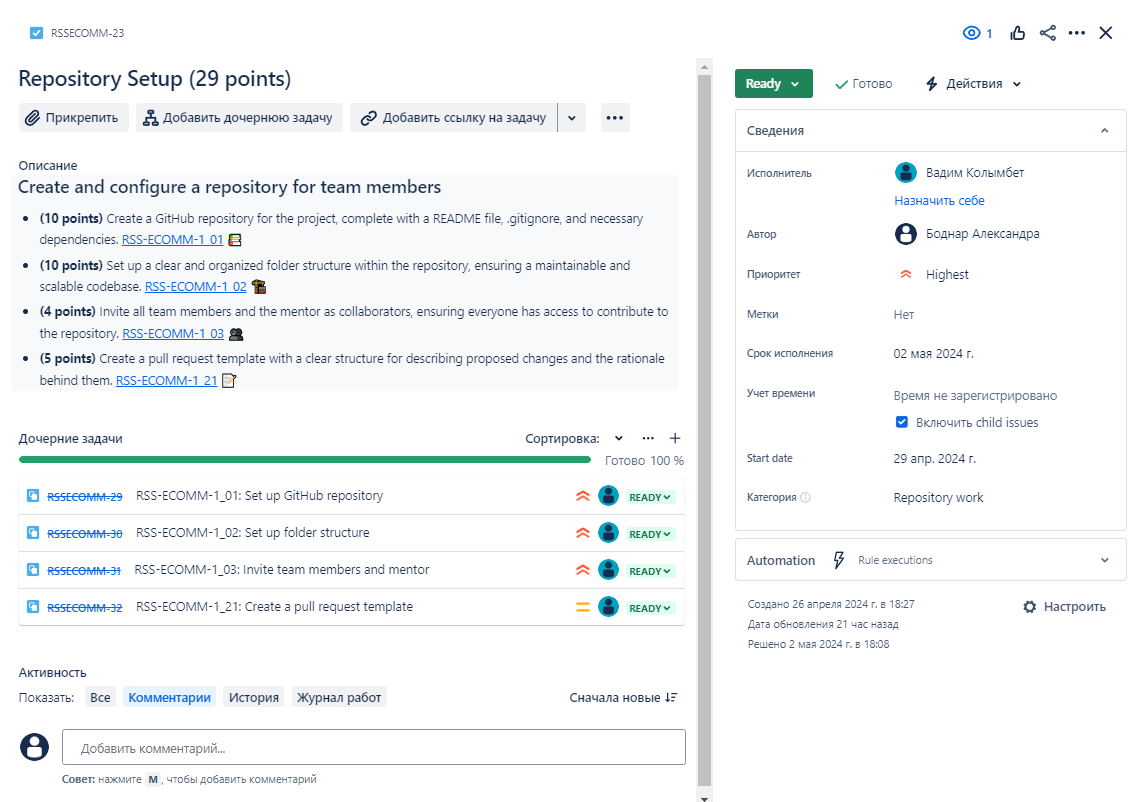 RSSECOMM-23
1
Repository Setup (29 points)
Прикрепить
Добавить дочернюю задачу
Добавить ссылку на задачу
Описание
Create and configure a repository for team members
(10 points) Create a GitHub repository for the project, complete with a README file, .gitignore, and necessary
dependencies. RSS-ECOMM-1_01
(10 points) Set up a clear and organized folder structure within the repository, ensuring a maintainable and
scalable codebase. RSS-ECOMM-1_02
(4 points) Invite all team members and the mentor as collaborators, ensuring everyone has access to contribute to
the repository. RSS-ECOMM-1_03
(5 points) Create a pull request template with a clear structure for describing proposed changes and the rationale
behind them. RSS-ECOMM-1_21
Дочерние задачи
Сортировка:
Готово 100 %
RSSECOMM-29 RSS-ECOMM-1_01: Set up GitHub repository READY
RSSECOMM-30 RSS-ECOMM-1_02: Set up folder structure READY
RSSECOMM-31 RSS-ECOMM-1_03: Invite team members and mentor READY
RSSECOMM-32 RSS-ECOMM-1_21: Create a pull request template READY
Активность
Показать: Все Комментарии История Журнал работ Сначала новые
Добавить комментарий...
Совет: нажмите M, чтобы добавить комментарий
Ready Готово Действия
Сведения
Исполнитель Вадим Колымбет
Назначить себе
Автор Боднар Александра
Приоритет Highest
Метки Нет
Срок исполнения 02 мая 2024 г.
Учет времени Время не зарегистрировано
Включить child issues
Start date 29 апр. 2024 г.
Категория Repository work
Automation Rule executions
Создано 26 апреля 2024 г. в 18:27
Настроить
Дата обновления 21 час назад
Решено 2 мая 2024 г. в 18:08